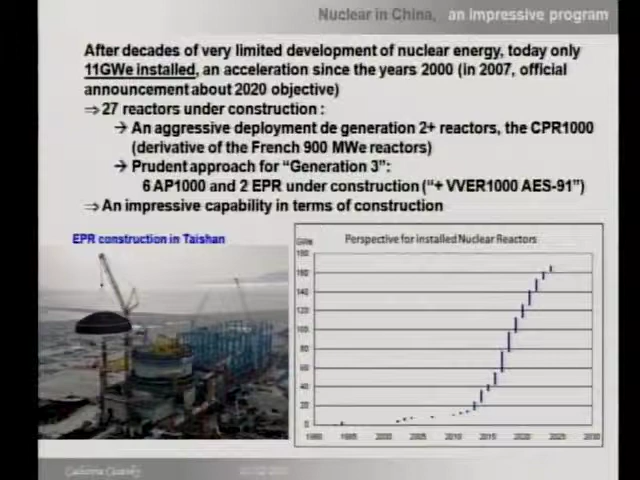 Nuclear in China, an impressive program
After decades of very limited development of nuclear energy, today only
11GWe installed, an acceleration since the years 2000 (in 2007, official
announcement about 2020 objective)
⇒ 27 reactors under construction :
→ An aggressive deployment de generation 2+ reactors, the CPR1000
(derivative of the French 900 MWe reactors)
→ Prudent approach for “Generation 3”:
6 AP1000 and 2 EPR under construction (“+ VVER1000 AES-91”)
⇒ An impressive capability in terms of construction
EPR construction in Taishan
Perspective for installed Nuclear Reactors
GWe
180
160
140
120
100
80
60
40
20
0
1990 1995 2000 2005 2010 2015 2020 2025 2030